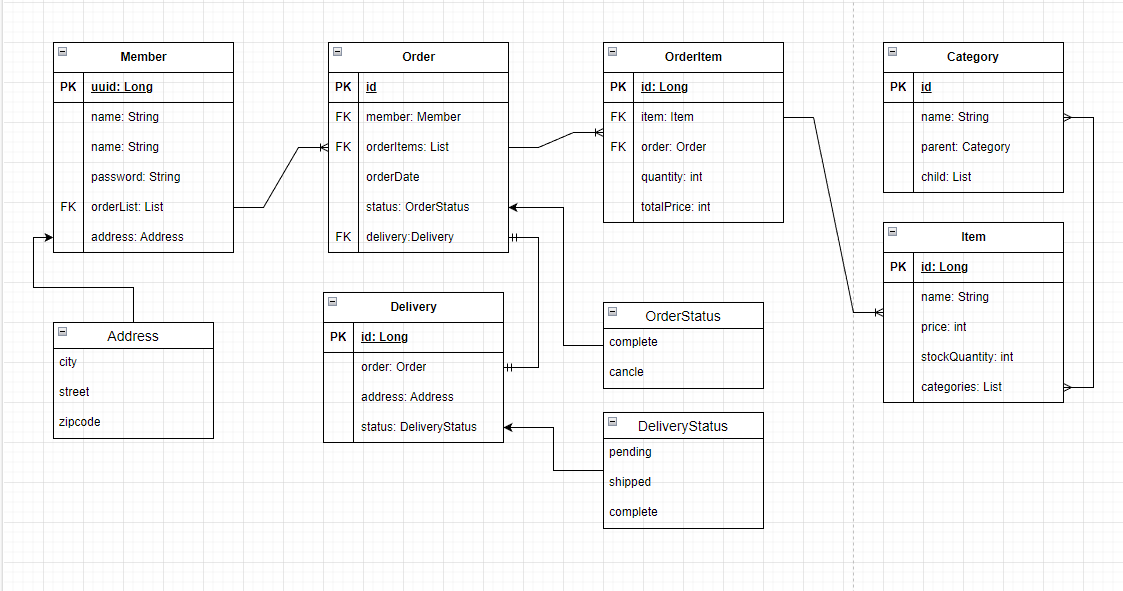 Member
PK uuid: Long
name: String
name: String
password: String
FK orderList: List
address: Address
Order
PK id
FK member: Member
FK orderItems: List
orderDate
status: OrderStatus
FK delivery:Delivery
OrderItem
PK id: Long
FK item: Item
FK order: Order
quantity: int
totalPrice: int
Category
PK id
name: String
parent: Category
child: List
Item
PK id: Long
name: String
price: int
stockQuantity: int
categories: List
Address
city
street
zipcode
Delivery
PK id: Long
order: Order
address: Address
status: DeliveryStatus
OrderStatus
complete
cancle
DeliveryStatus
pending
shipped
complete